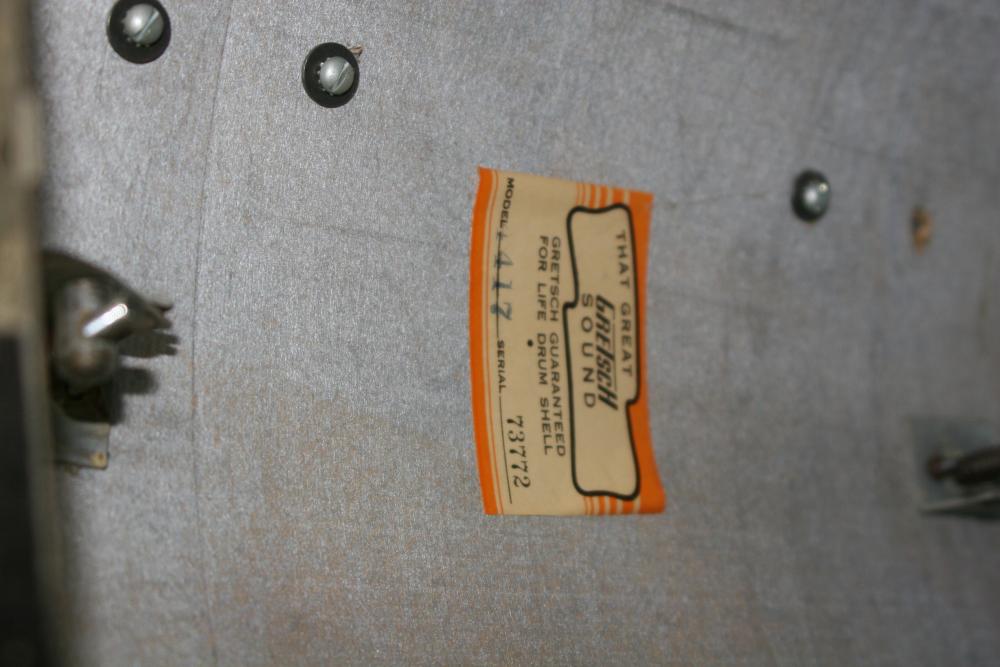 THAT GREAT
GRETSCH
SOUND
GRETSCH GUARANTEED
FOR LIFE DRUM SHELL
MODEL 4417 SERIAL 73772